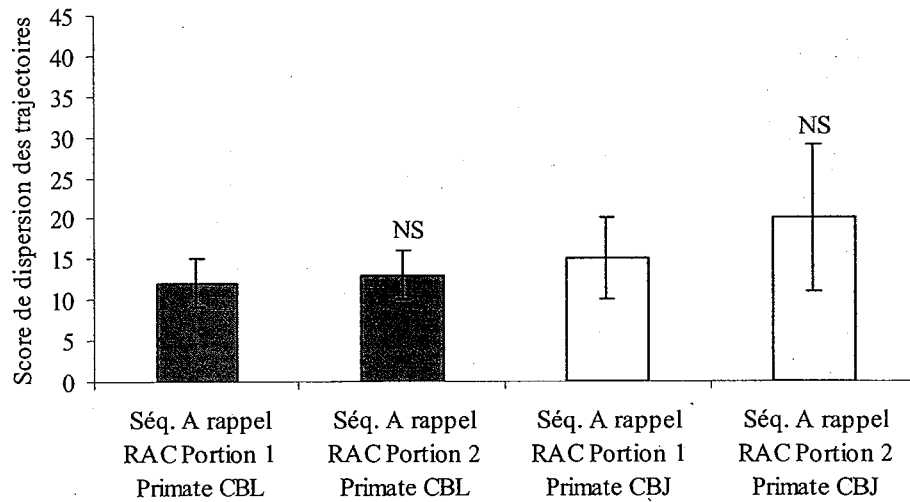 Score de dispersion des trajectoires
45
40
35
30
25
20
15
10
5
0
NS
NS
Séq. A rappel
RAC Portion 1
Primate CBL
Séq. A rappel
RAC Portion 2
Primate CBL
Séq. A rappel
RAC Portion 1
Primate CBJ
Séq. A rappel
RAC Portion 2
Primate CBJ